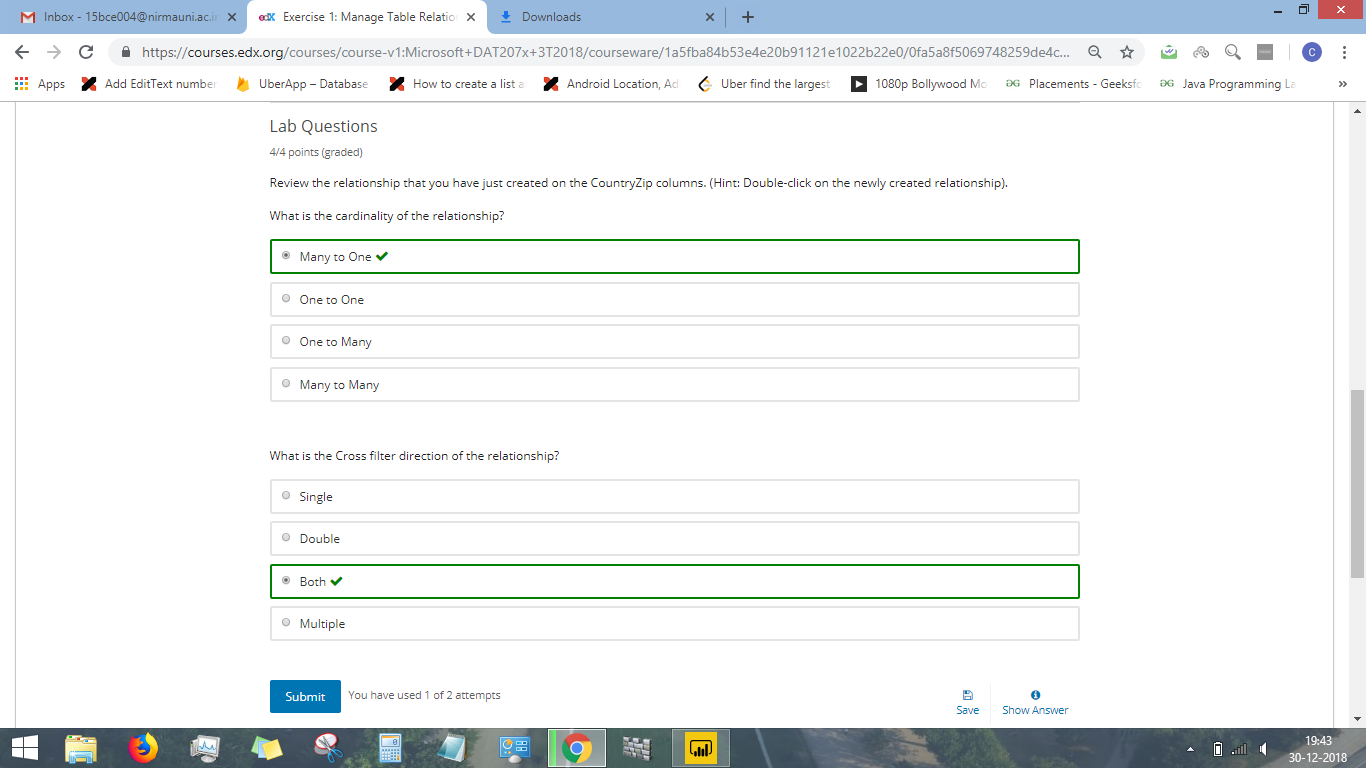 Inbox - 15bce004@nirmauni.ac.in
edX Exercise 1: Manage Table Relatio
Downloads
https://courses.edx.org/courses/course-v1:Microsoft+DAT207x+3T2018/courseware/1a5fba84b53e4e20b91121e1022b22e0/0fa5a8f5069748259de4c...
C
Apps
Add EditText number
UberApp – Database
How to create a list a
Android Location, Ad
Uber find the largest
1080p Bollywood Mo
Placements - Geeksfo
Java Programming La
»
Lab Questions
4/4 points (graded)
Review the relationship that you have just created on the CountryZip columns. (Hint: Double-click on the newly created relationship).
What is the cardinality of the relationship?
Many to One
One to One
One to Many
Many to Many
What is the Cross filter direction of the relationship?
Single
Double
Both
Multiple
Submit
You have used 1 of 2 attempts
Save
Show Answer
19:43
30-12-2018